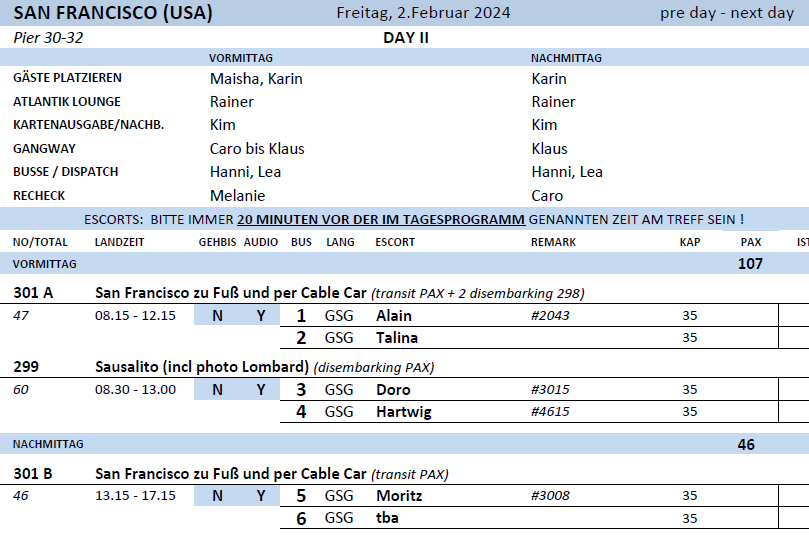 SAN FRANCISCO (USA) Freitag, 2.Februar 2024 pre day - next day
Pier 30-32 DAY II
VORMITTAG NACHMITTAG
GÄSTE PLATZIEREN Maisha, Karin Karin
ATLANTIK LOUNGE Rainer Rainer
KARTENAUSGABE/NACHB. Kim Kim
GANGWAY Caro bis Klaus Klaus
BUSSE / DISPATCH Hanni, Lea Hanni, Lea
RECHECK Melanie Caro
ESCORTS: BITTE IMMER 20 MINUTEN VOR DER IM TAGESPROGRAMM GENANNTEN ZEIT AM TREFF SEIN !
NO/TOTAL LANDZEIT GEHBIS AUDIO BUS LANG ESCORT REMARK KAP PAX IST
VORMITTAG 107
301 A San Francisco zu Fuß und per Cable Car (transit PAX + 2 disembarking 298)
47 08.15 - 12.15 N Y 1 GSG Alain #2043 35
2 GSG Talina 35
299 Sausalito (incl photo Lombard) (disembarking PAX)
60 08.30 - 13.00 N Y 3 GSG Doro #3015 35
4 GSG Hartwig #4615 35
NACHMITTAG 46
301 B San Francisco zu Fuß und per Cable Car (transit PAX)
46 13.15 - 17.15 N Y 5 GSG Moritz #3008 35
6 GSG tba 35